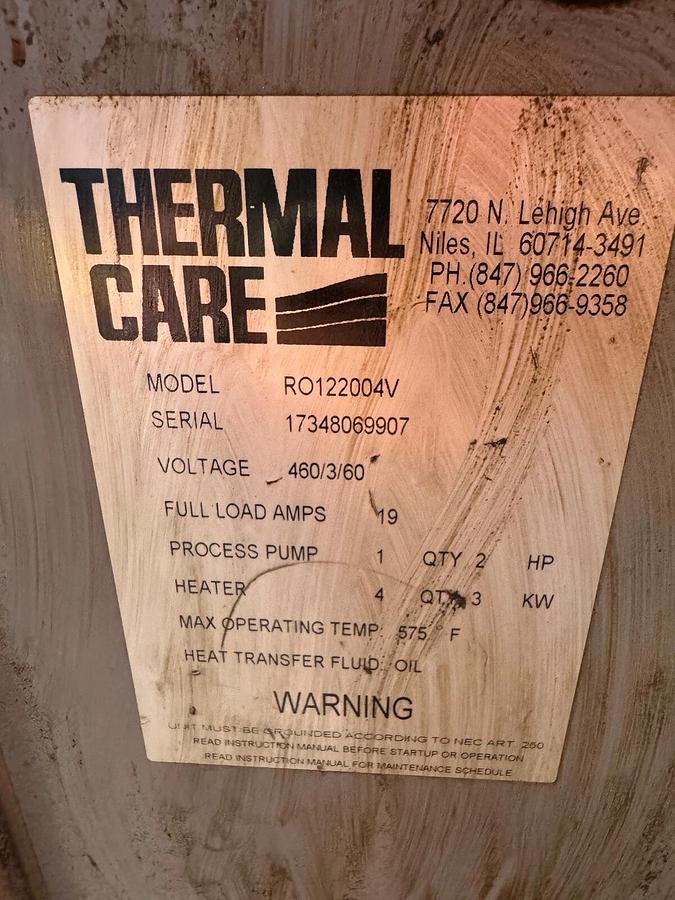 THERMAL
CARE
7720 N. Lehigh Ave
Niles, IL 60714-3491
PH.(847) 966-2260
FAX (847)966-9358
MODEL RO122004V
SERIAL 17348069907
VOLTAGE 460/3/60
FULL LOAD AMPS 19
PROCESS PUMP 1 QTY 2 HP
HEATER 4 QTY 3 KW
MAX OPERATING TEMP: 575 °F
HEAT TRANSFER FLUID: OIL
WARNING
UNIT MUST BE GROUNDED ACCORDING TO NEC ART. 250
READ INSTRUCTION MANUAL BEFORE STARTUP OR OPERATION
READ INSTRUCTION MANUAL FOR MAINTENANCE SCHEDULE